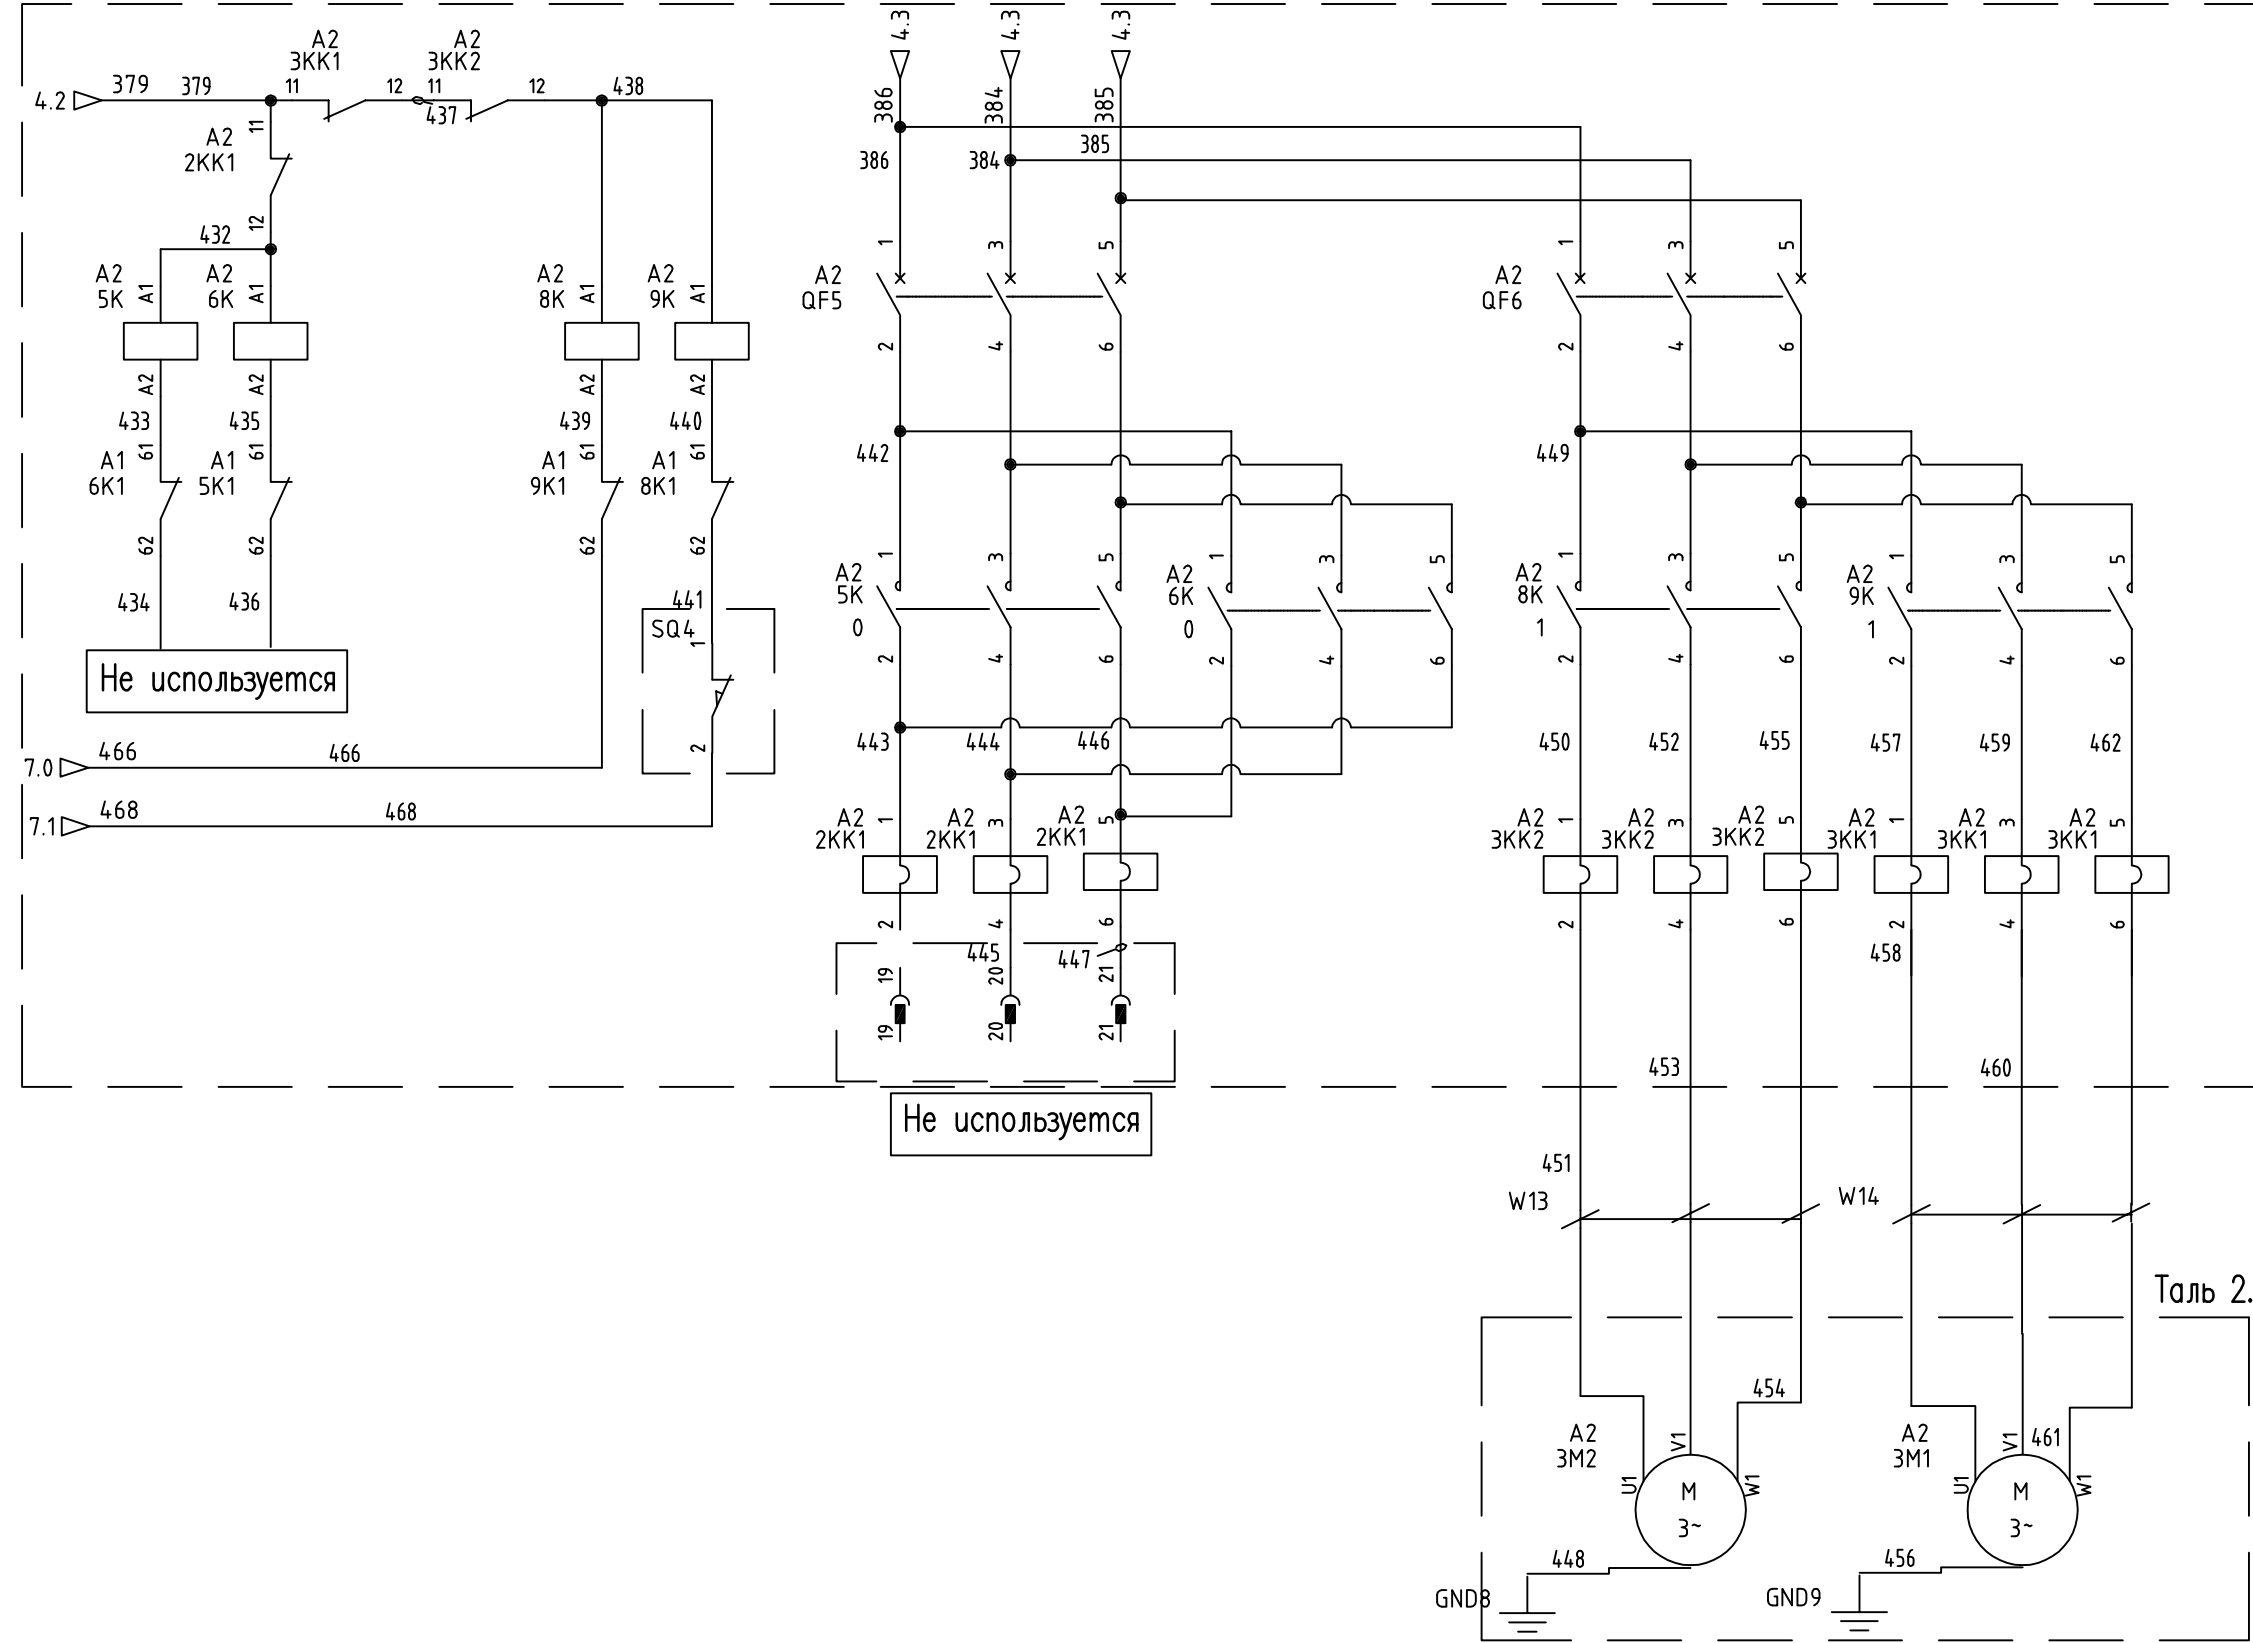 4.3 4.3 4.3
A2 A2
3KK1 3KK2
4.2 379 379 11 12 11 12 438
437
386 384 385
11
A2
2KK1
12
432
386 384 385
A2 A2 A2 A2
5K A1 6K A1 8K A1 9K A1
A2 A2 A2 A2
433 435 439 440
61 61 61 61
A1 A1 A1 A1
6K1 5K1 9K1 8K1
62 62 62 62
434 436 441
SQ4
1
2
Не используется
7.0 466 466
7.1 468 468
1 3 5 1 3 5
A2 A2
QF5 QF6
2 4 6 2 4 6
442 449
1 3 5 1 3 5 1 3 5 1 3 5
A2 A2 A2 A2
5K 6K 8K 9K
0 0 1 1
2 4 6 2 4 6 2 4 6 2 4 6
443 444 446 450 452 455 457 459 462
A2 1 A2 3 A2 5 A2 1 A2 3 A2 5 A2 1 A2 3 A2 5
2KK1 2KK1 2KK1 3KK2 3KK2 3KK2 3KK1 3KK1 3KK1
2 4 6 2 4 6 2 4 6
445 447 458
19 20 21
19 20 21
453 460
Не используется
451
W13 W14
Таль 2.
454
A2 A2
3M2 3M1
U1 V1 W1 U1 V1 461 W1
M M
3~ 3~
448 456
GND8 GND9